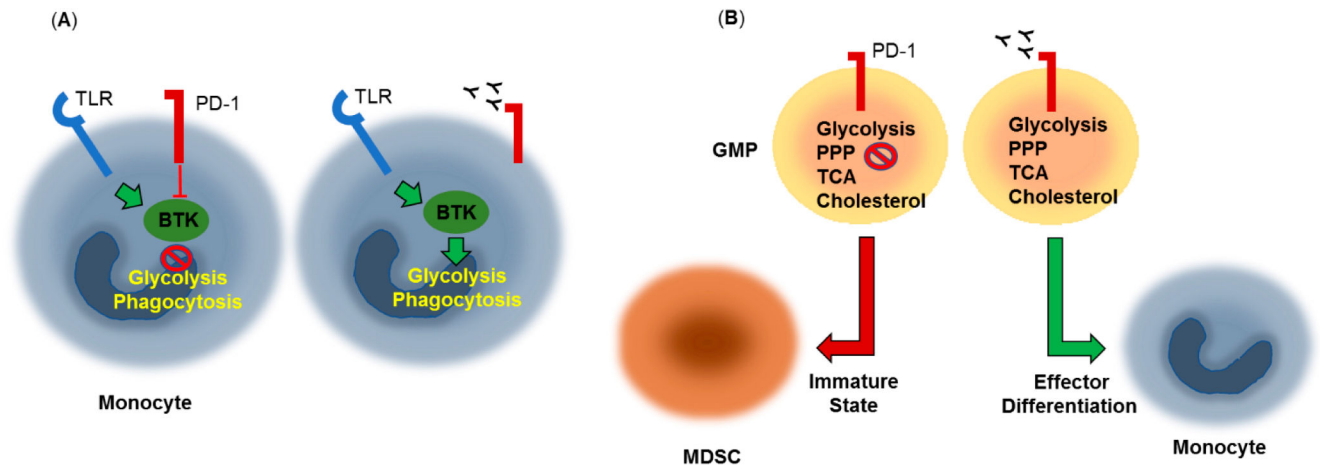 (A)
TLR
PD-1
BTK
Glycolysis
Phagocytosis
TLR
BTK
Glycolysis
Phagocytosis
Monocyte
(B)
GMP
PD-1
Glycolysis
PPP
TCA
Cholesterol
Glycolysis
PPP
TCA
Cholesterol
Immature
State
MDSC
Effector
Differentiation
Monocyte